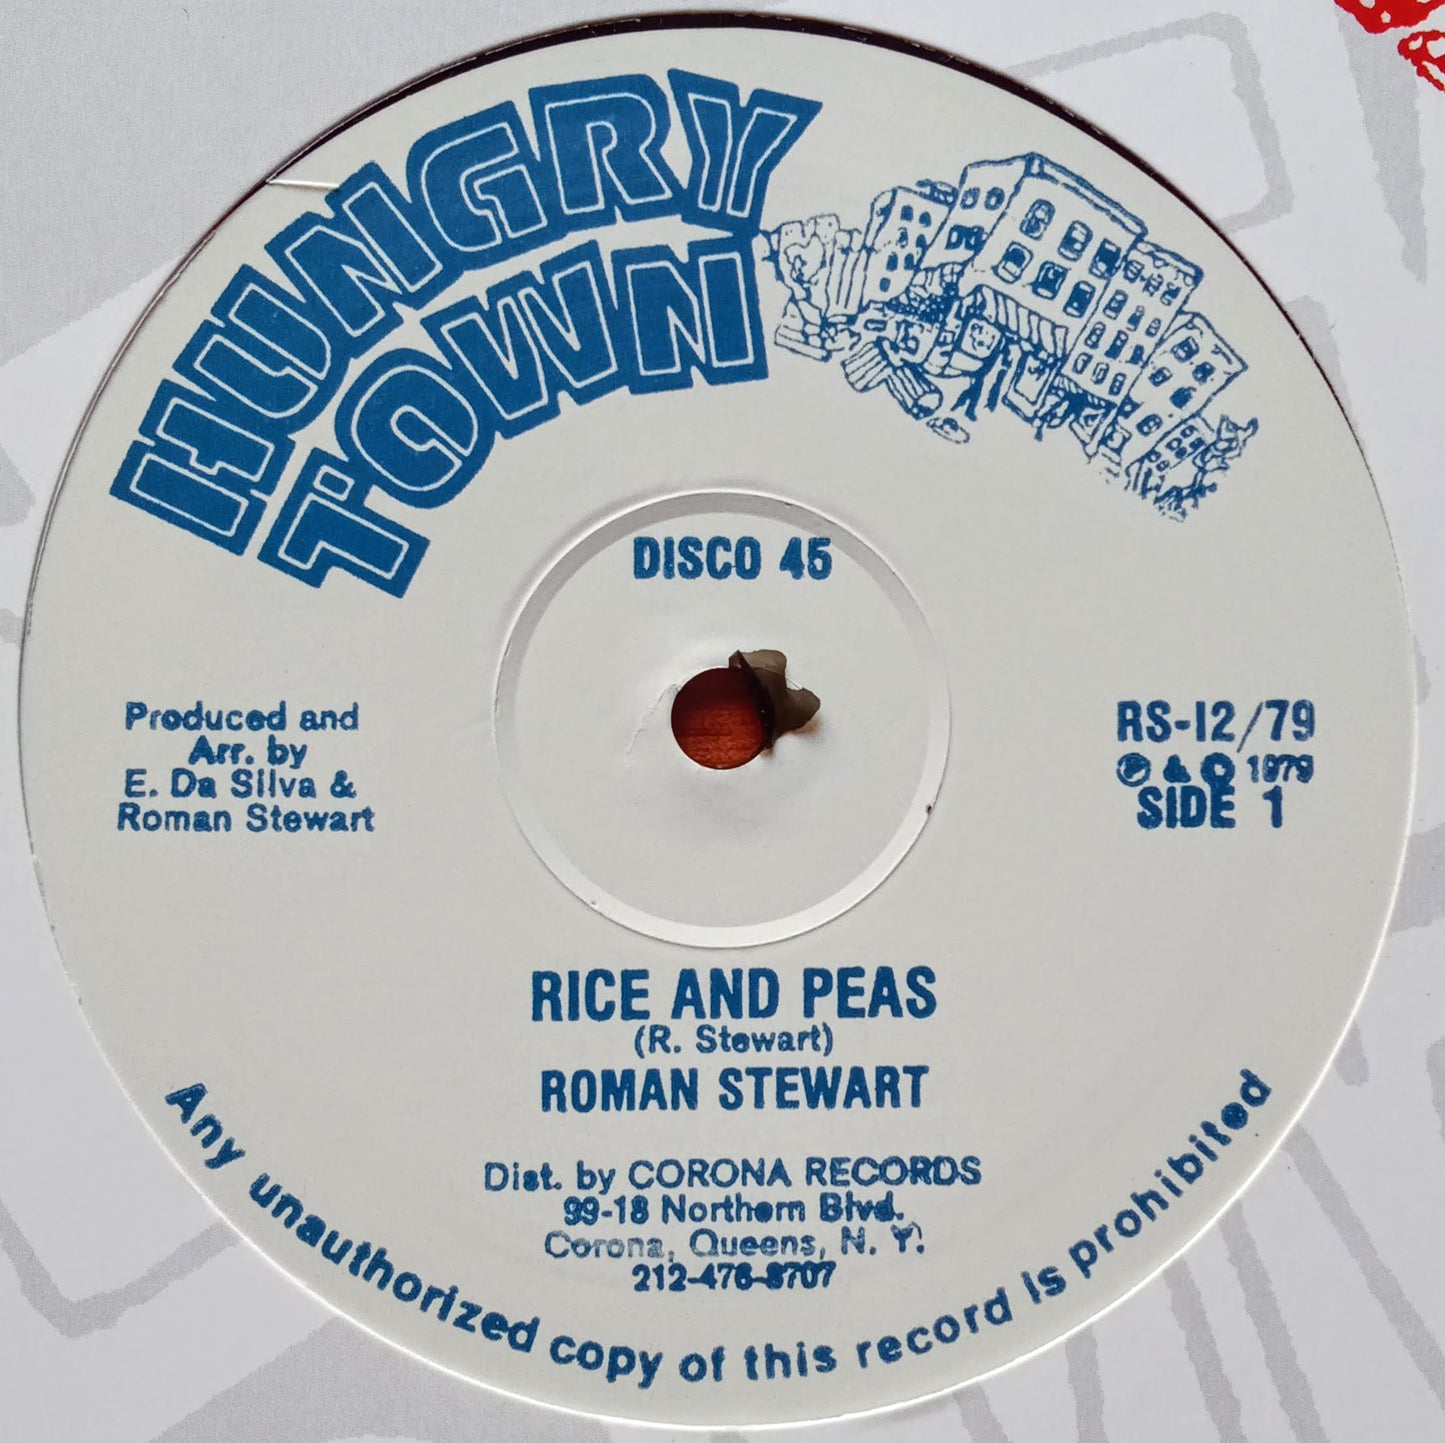 HUNGRY
TOWN
DISCO 45
Produced and
Arr. by
E. Da Silva &
Roman Stewart
RS-12/79
℗ & © 1979
SIDE 1
RICE AND PEAS
(R. Stewart)
ROMAN STEWART
Dist. by CORONA RECORDS
99-18 Northern Blvd.
Corona, Queens, N. Y.
212-476-8707
Any unauthorized copy of this record is prohibited